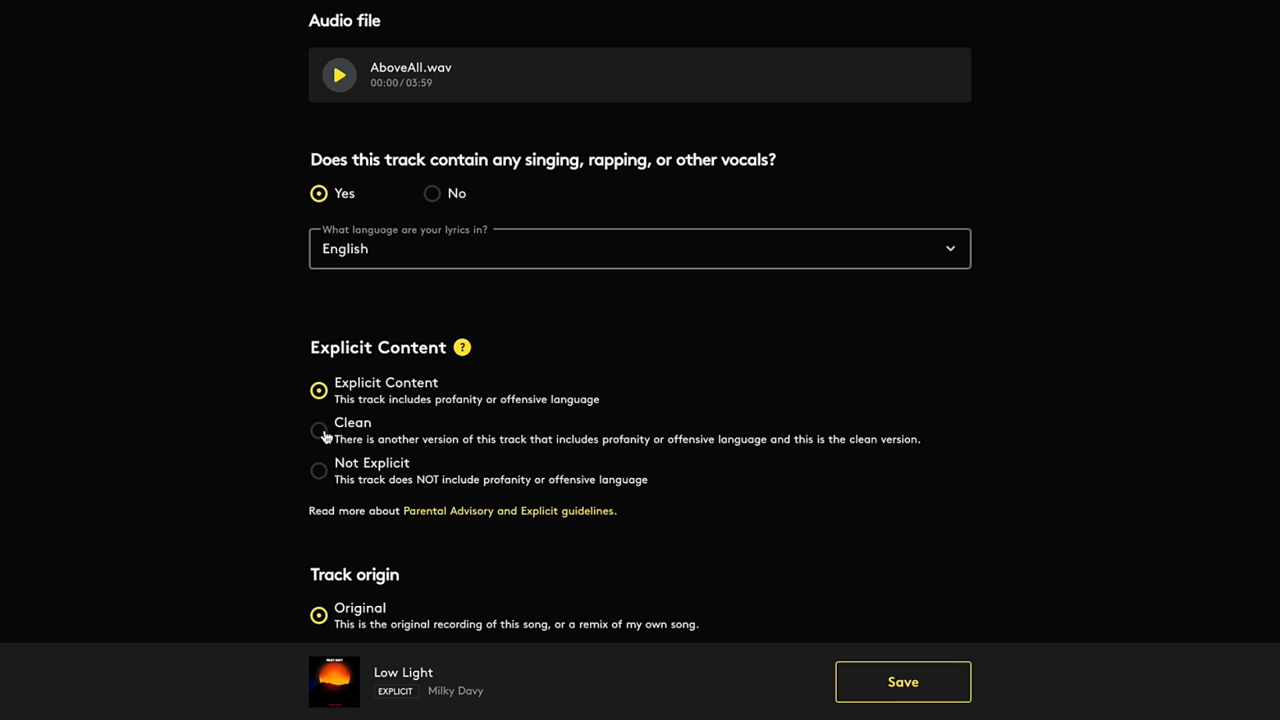 Audio file
AboveAll.wav
00:00 / 03:59
Does this track contain any singing, rapping, or other vocals?
Yes
No
What language are your lyrics in?
English
Explicit Content ?
Explicit Content
This track includes profanity or offensive language
Clean
There is another version of this track that includes profanity or offensive language and this is the clean version.
Not Explicit
This track does NOT include profanity or offensive language
Read more about Parental Advisory and Explicit guidelines.
Track origin
Original
This is the original recording of this song, or a remix of my own song.
Low Light
EXPLICIT Milky Davy
Save